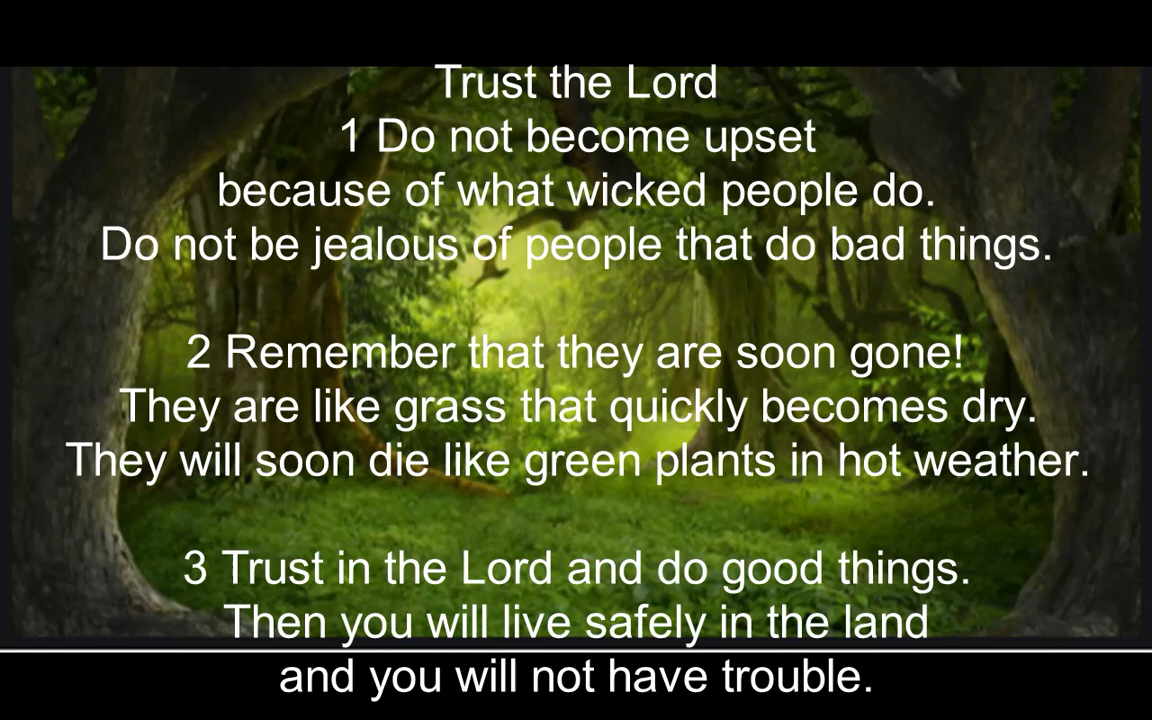 Trust the Lord
1 Do not become upset
because of what wicked people do.
Do not be jealous of people that do bad things.
2 Remember that they are soon gone!
They are like grass that quickly becomes dry.
They will soon die like green plants in hot weather.
3 Trust in the Lord and do good things.
Then you will live safely in the land
and you will not have trouble.